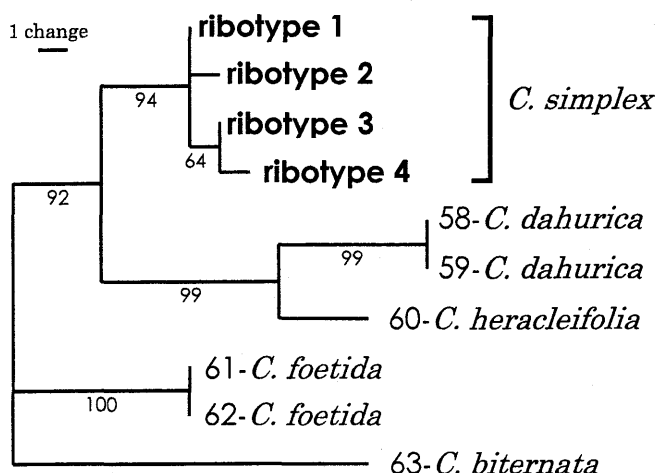 1 change
ribotype 1
ribotype 2
ribotype 3
ribotype 4
C. simplex
94
64
92
58-C. dahurica
59-C. dahurica
99
99
60-C. heracleifolia
61-C. foetida
62-C. foetida
100
63-C. biternata